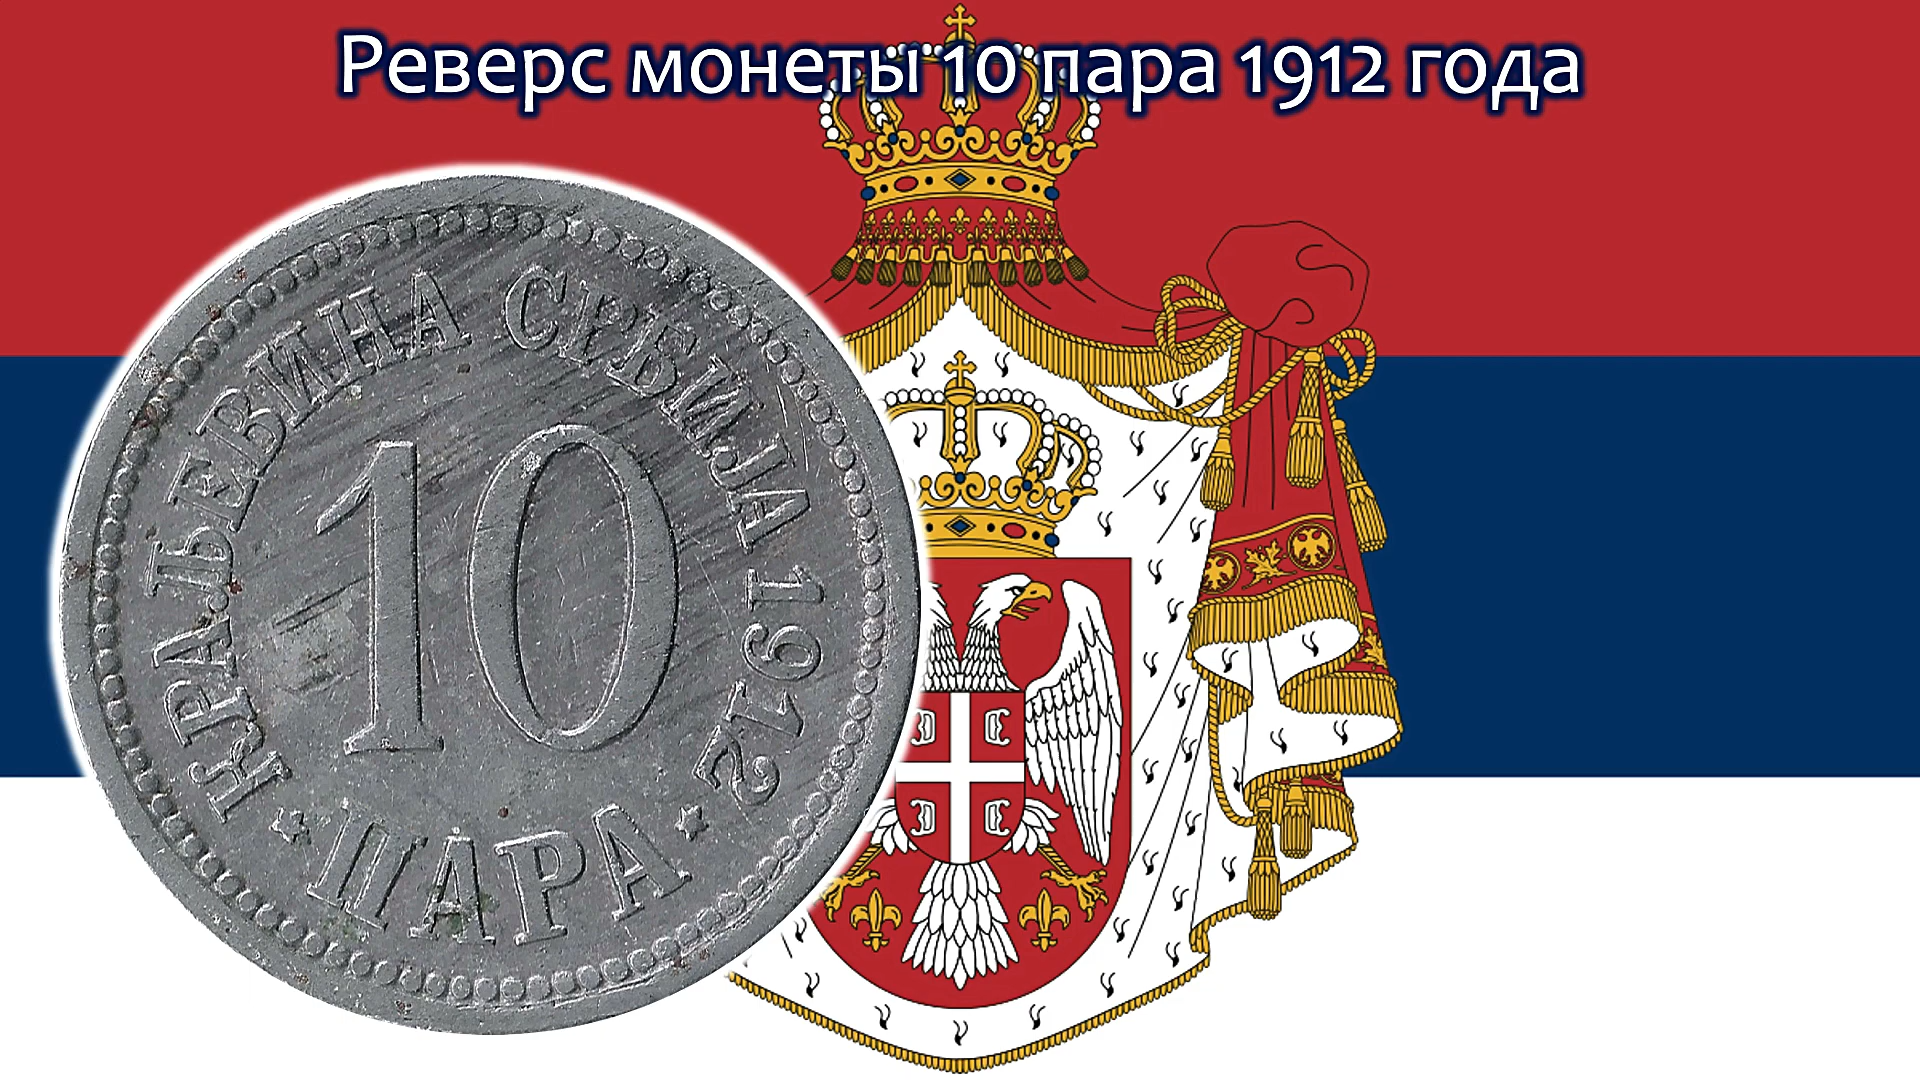 Реверс монеты 10 пара 1912 года
КРАЉЕВИНА СРБИЈА 1912
10
ПАРА